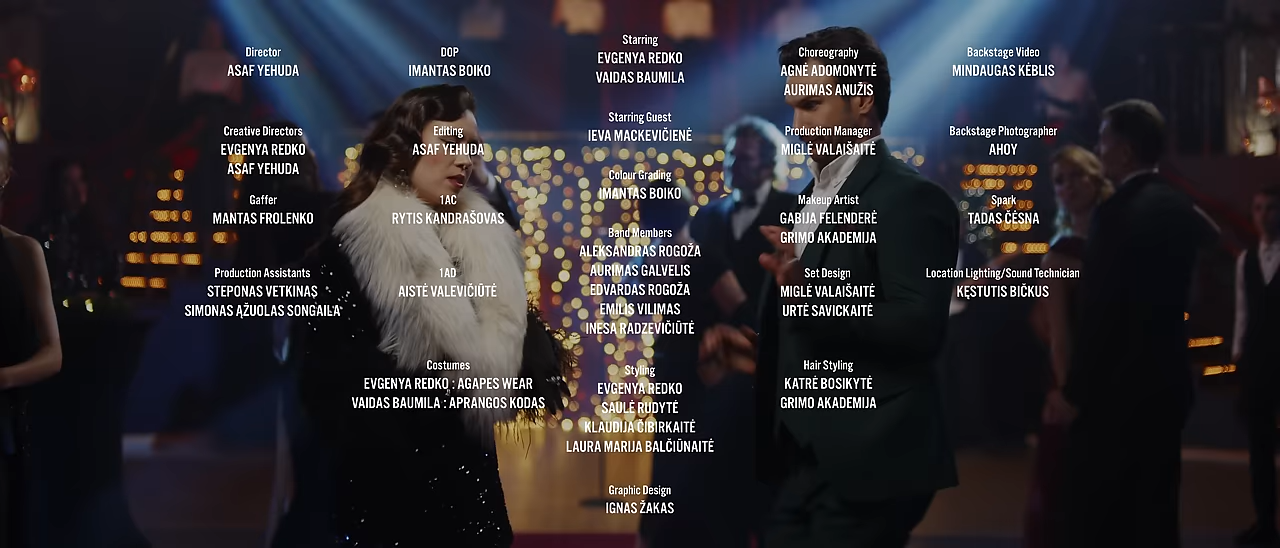 Director
ASAF YEHUDA
Creative Directors
EVGENYA REDKO
ASAF YEHUDA
Gaffer
MANTAS FROLENKO
Production Assistants
STEPONAS VETKINAS
SIMONAS ĄŽUOLAS SONGAILA
DOP
IMANTAS BOIKO
Editing
ASAF YEHUDA
1AC
RYTIS KANDRAŠOVAS
1AD
AISTĖ VALEVIČIŪTĖ
Costumes
EVGENYA REDKO : AGAPES WEAR
VAIDAS BAUMILA : APRANGOS KODAS
Starring
EVGENYA REDKO
VAIDAS BAUMILA
Starring Guest
IEVA MACKEVIČIENĖ
Colour Grading
IMANTAS BOIKO
Band Members
ALEKSANDRAS ROGOŽA
AURIMAS GALVELIS
EDVARDAS ROGOŽA
EMILIS VILIMAS
INESA RADZEVIČIŪTĖ
Styling
EVGENYA REDKO
SAULĖ RUDYTĖ
KLAUDIJA ČIBIRKAITĖ
LAURA MARIJA BALČIŪNAITĖ
Graphic Design
IGNAS ŽAKAS
Choreography
AGNĖ ADOMONYTĖ
AURIMAS ANUŽIS
Production Manager
MIGLĖ VALAIŠAITĖ
Makeup Artist
GABIJA FELENDERĖ
GRIMO AKADEMIJA
Set Design
MIGLĖ VALAIŠAITĖ
URTĖ SAVICKAITĖ
Hair Styling
KATRĖ BOSIKYTĖ
GRIMO AKADEMIJA
Backstage Video
MINDAUGAS KĖBLIS
Backstage Photographer
AHOY
Spark
TADAS ČĖSNA
Location Lighting/Sound Technician
KĘSTUTIS BIČKUS